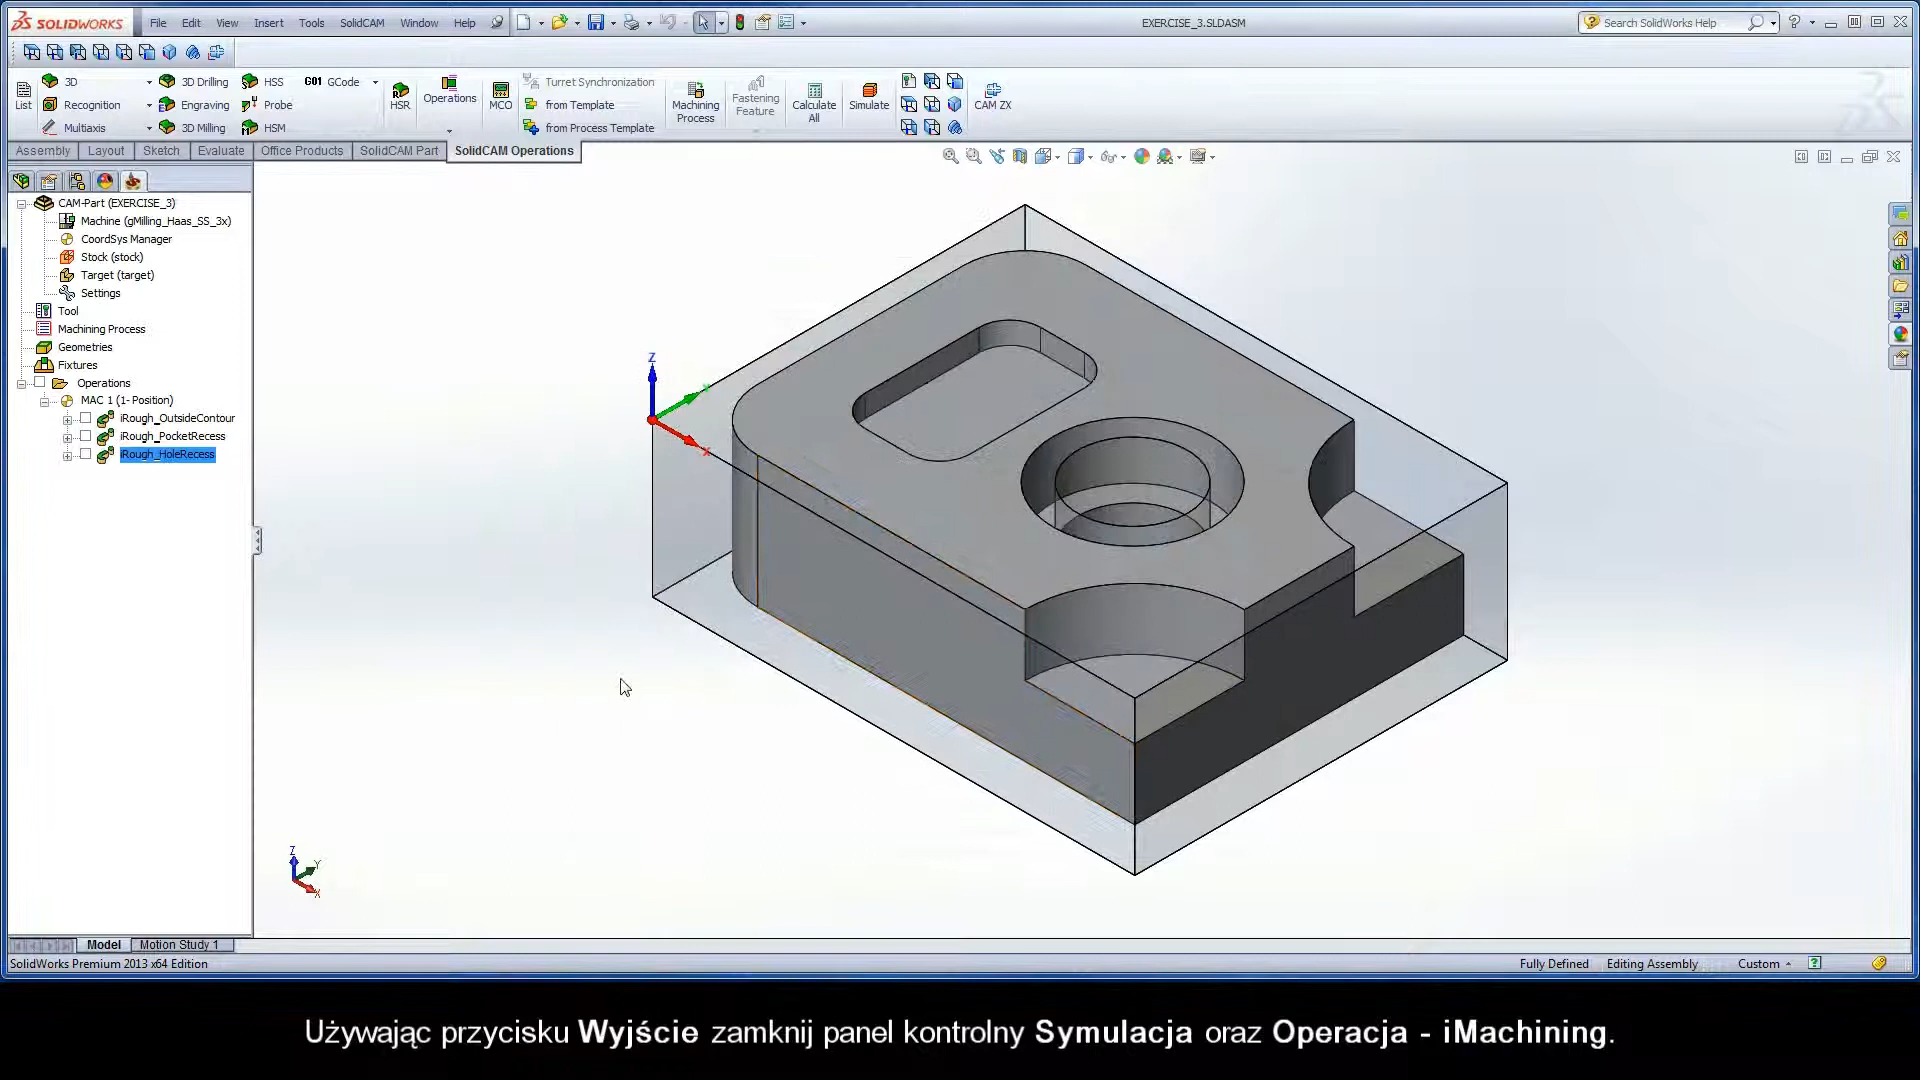 SOLIDWORKS File Edit View Insert Tools SolidCAM Window Help EXERCISE_3.SLDASM Search SolidWorks Help
List 3D Recognition Multiaxis 3D Drilling Engraving 3D Milling HSS Probe HSM G01 GCode HSR Operations MCO Turret Synchronization from Template from Process Template Machining Process Fastening Feature Calculate All Simulate CAM ZX
Assembly Layout Sketch Evaluate Office Products SolidCAM Part SolidCAM Operations
CAM-Part (EXERCISE_3)
Machine (gMilling_Haas_SS_3x)
CoordSys Manager
Stock (stock)
Target (target)
Settings
Tool
Machining Process
Geometries
Fixtures
Operations
MAC 1 (1- Position)
iRough_OutsideContour
iRough_PocketRecess
iRough_HoleRecess
Z
X
Z
Y
X
Model Motion Study 1
SolidWorks Premium 2013 x64 Edition Fully Defined Editing Assembly Custom
Używając przycisku Wyjście zamknij panel kontrolny Symulacja oraz Operacja - iMachining.